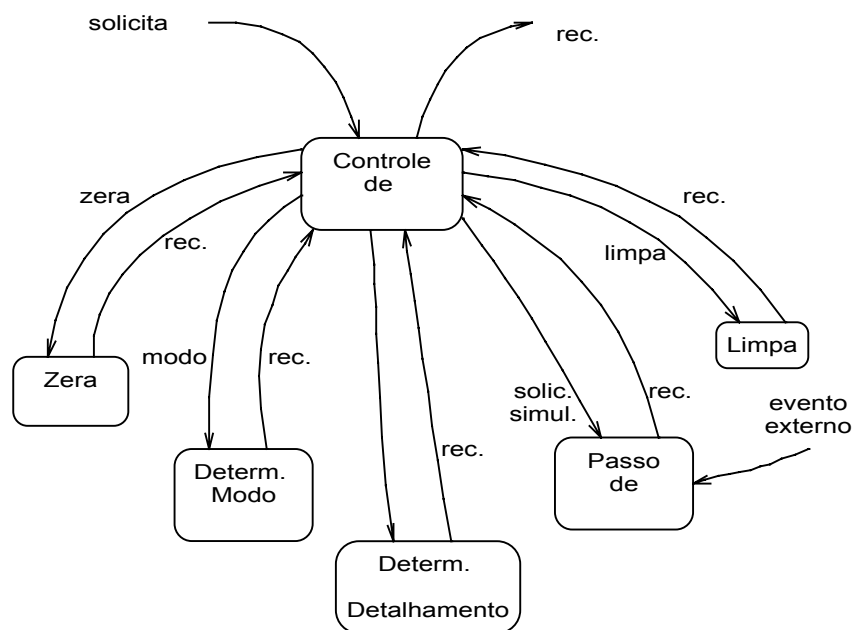 solicita
rec.
Controle
de
zera
rec.
rec.
limpa
modo
rec.
Limpa
Zera
solic.
simul.
rec.
evento
externo
rec.
Determ.
Modo
Passo
de
Determ.
Detalhamento